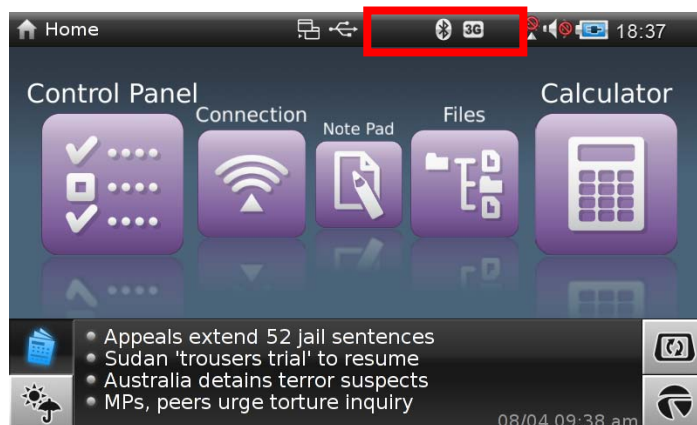 Home 3G 18:37
Control Panel Connection Note Pad Files Calculator
Appeals extend 52 jail sentences
Sudan 'trousers trial' to resume
Australia detains terror suspects
MPs, peers urge torture inquiry
08/04 09:38 am